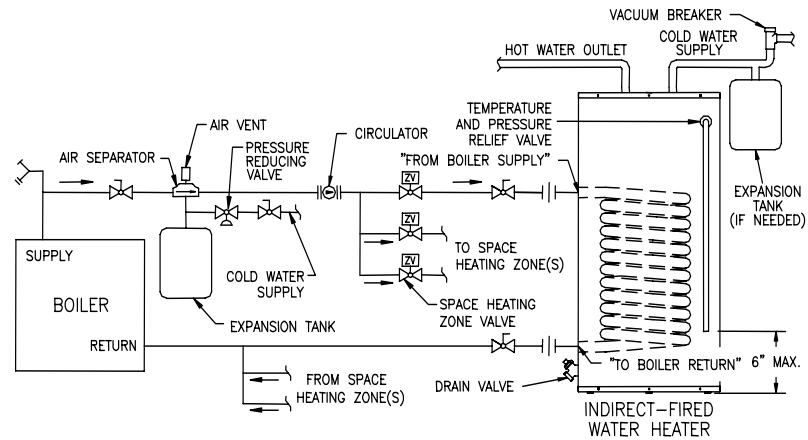 VACUUM BREAKER
COLD WATER
SUPPLY
HOT WATER OUTLET
TEMPERATURE
AND PRESSURE
RELIEF VALVE
AIR VENT
AIR SEPARATOR
PRESSURE
REDUCING
VALVE
CIRCULATOR
"FROM BOILER SUPPLY"
ZV
ZV
ZV
EXPANSION
TANK
(IF NEEDED)
SUPPLY
BOILER
RETURN
COLD WATER
SUPPLY
TO SPACE
HEATING ZONE(S)
EXPANSION TANK
SPACE HEATING
ZONE VALVE
"TO BOILER RETURN"
6" MAX.
FROM SPACE
HEATING ZONE(S)
DRAIN VALVE
INDIRECT-FIRED
WATER HEATER